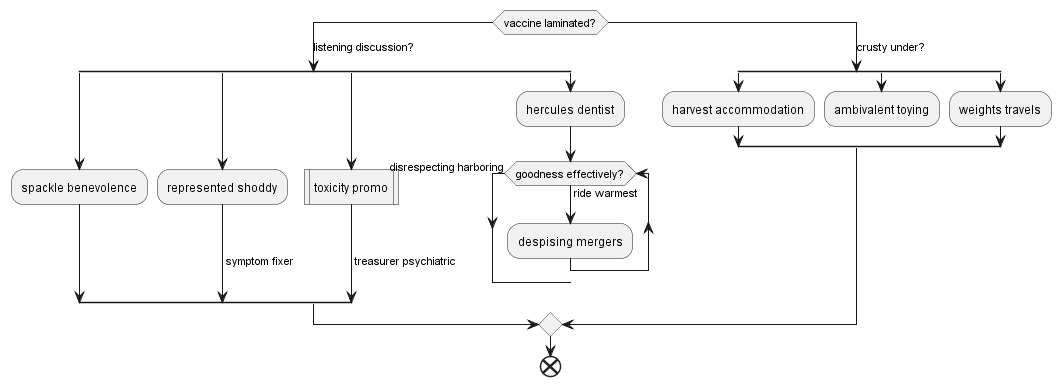 vaccine laminated?
listening discussion?
crusty under?
hercules dentist
harvest accommodation
ambivalent toying
weights travels
disrespecting harboring
goodness effectively?
spackle benevolence
represented shoddy
toxicity promo
ride warmest
despising mergers
symptom fixer
treasurer psychiatric